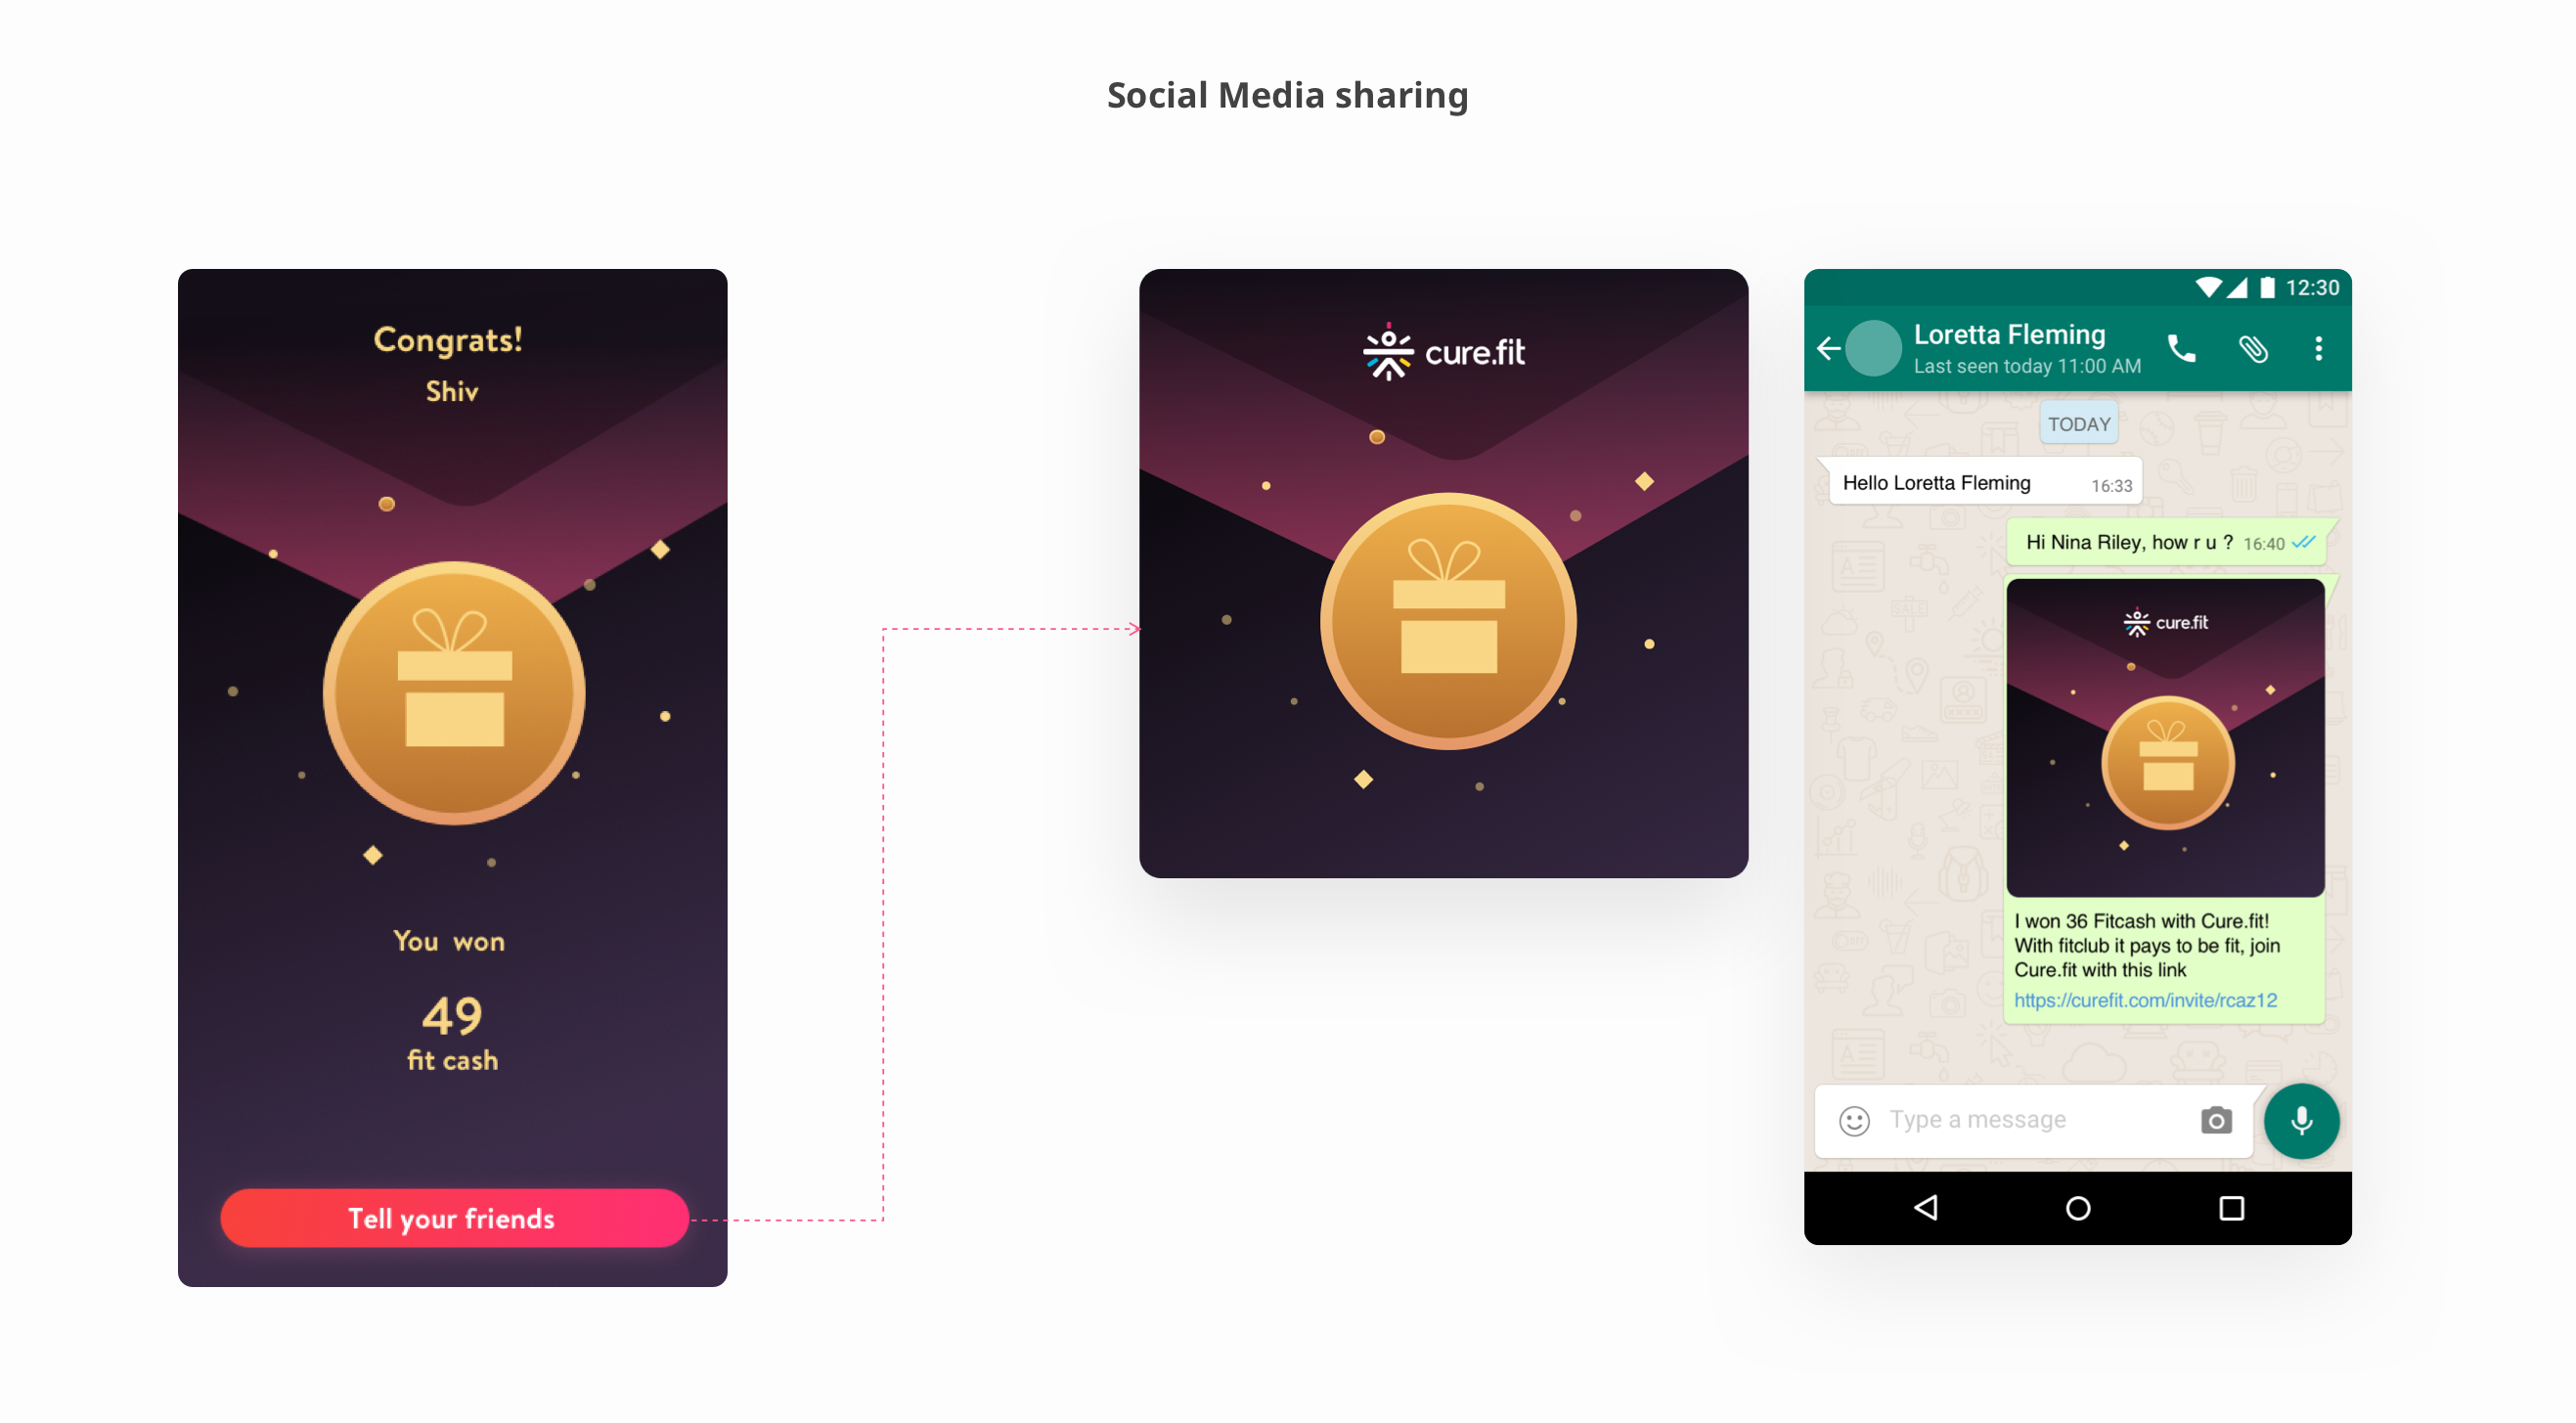 Social Media sharing
Congrats!
Shiv
You won
49
fit cash
Tell your friends
cure.fit
12:30
Loretta Fleming
Last seen today 11:00 AM
TODAY
Hello Loretta Fleming 16:33
Hi Nina Riley, how r u ? 16:40
cure.fit
I won 36 Fitcash with Cure.fit!
With fitclub it pays to be fit, join
Cure.fit with this link
https://curefit.com/invite/rcaz12
Type a message